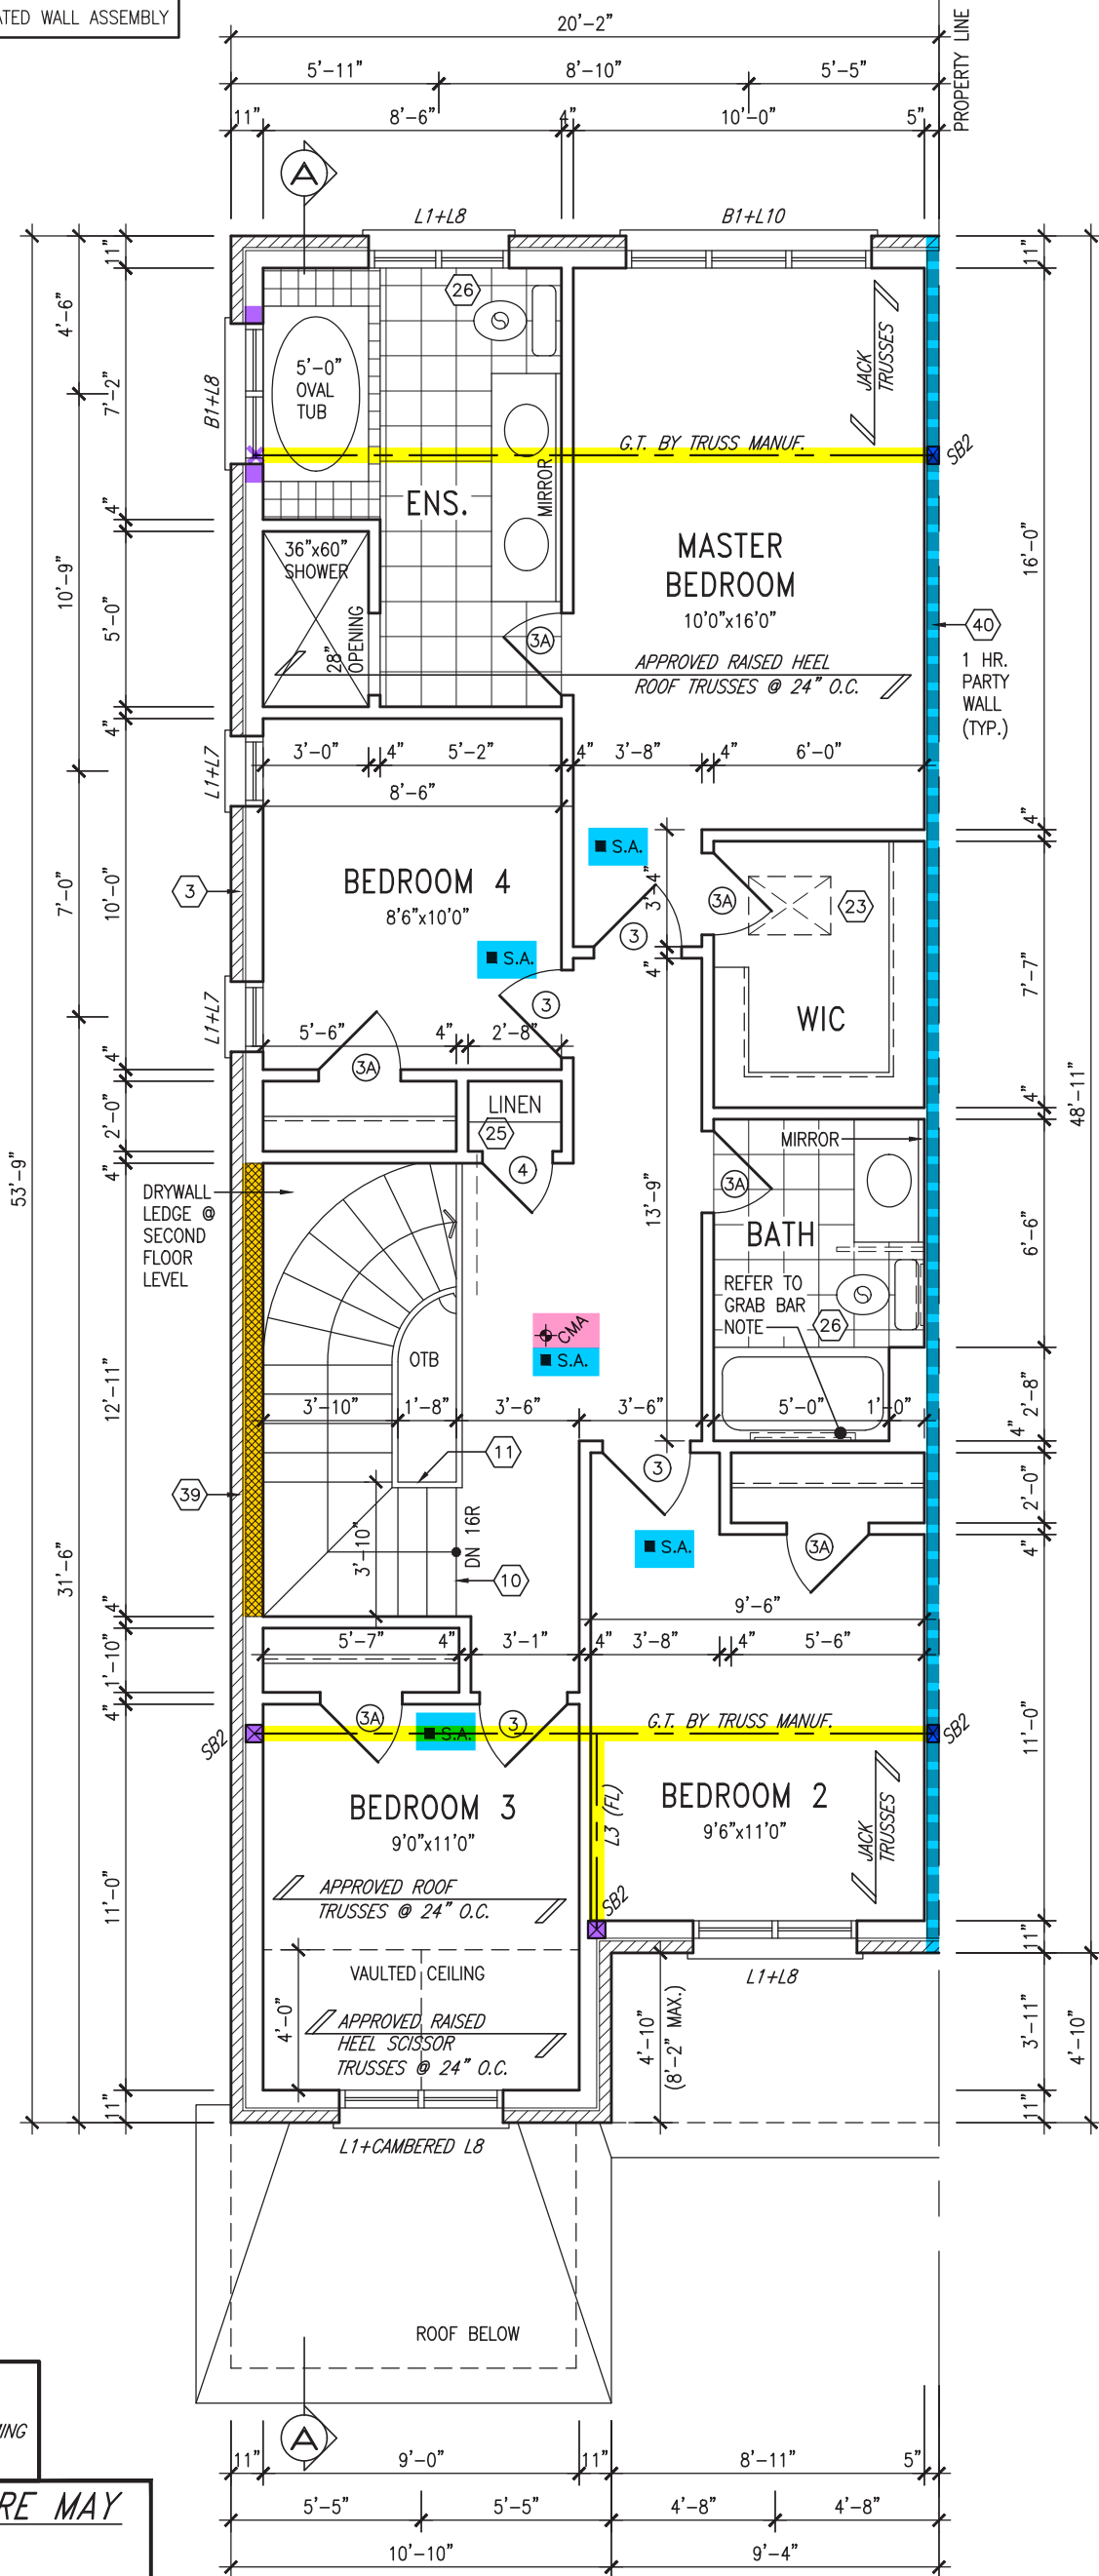 ATED WALL ASSEMBLY
20'-2"
PROPERTY LINE
5'-11" 8'-10" 5'-5"
11" 8'-6" 4" 10'-0" 5"
A
L1+L8 B1+L10
11" 11"
4'-6"
26
5'-0"
OVAL
TUB
JACK
TRUSSES
7'-2"
B1+L8
G.T. BY TRUSS MANUF.
SB2
MIRROR
ENS.
4"
36"x60"
SHOWER
MASTER
BEDROOM
10'0"x16'0"
16'-0"
10'-9"
5'-0"
28"
OPENING
3A
40
1 HR.
PARTY
WALL
(TYP.)
APPROVED RAISED HEEL
ROOF TRUSSES @ 24" O.C.
4"
3'-0" 4" 5'-2" 4" 3'-8" 4" 6'-0"
L1+L7
8'-6"
4"
S.A.
BEDROOM 4
8'6"x10'0"
3
7'-0"
10'-0"
3'-4"
3A
23
3
S.A.
4"
7'-7"
3
WIC
L1+L7
5'-6" 4" 2'-8"
4"
3A
48'-11"
LINEN
25
2'-0"
4"
MIRROR
4"
4
53'-9"
DRYWALL
LEDGE @
SECOND
FLOOR
LEVEL
3A
13'-9"
BATH
6'-6"
REFER TO
GRAB BAR
NOTE
26
CMA
S.A.
OTB
12'-11"
3'-10" 1'-8" 3'-6" 3'-6" 5'-0" 1'-0"
2'-8"
4"
11
3
39
2'-0"
DN 16R
3'-10"
S.A.
3A
4"
10
31'-6"
9'-6"
4"
5'-7" 4" 3'-1" 4" 3'-8" 4" 5'-6"
1'-10"
4"
3A
3
S.A.
SB2
G.T. BY TRUSS MANUF.
SB2
11'-0"
BEDROOM 3
9'0"x11'0"
L3 (FL)
BEDROOM 2
9'6"x11'0"
JACK
TRUSSES
11'-0"
APPROVED ROOF
TRUSSES @ 24" O.C.
SB2
11"
VAULTED CEILING
L1+L8
4'-0"
APPROVED RAISED
HEEL SCISSOR
TRUSSES @ 24" O.C.
4'-10"
(8'-2" MAX.)
3'-11"
4'-10"
11" 11"
L1+CAMBERED L8
ROOF BELOW
A
11" 9'-0" 11" 8'-11" 5"
5'-5" 5'-5" 4'-8" 4'-8"
10'-10" 9'-4"
RE MAY